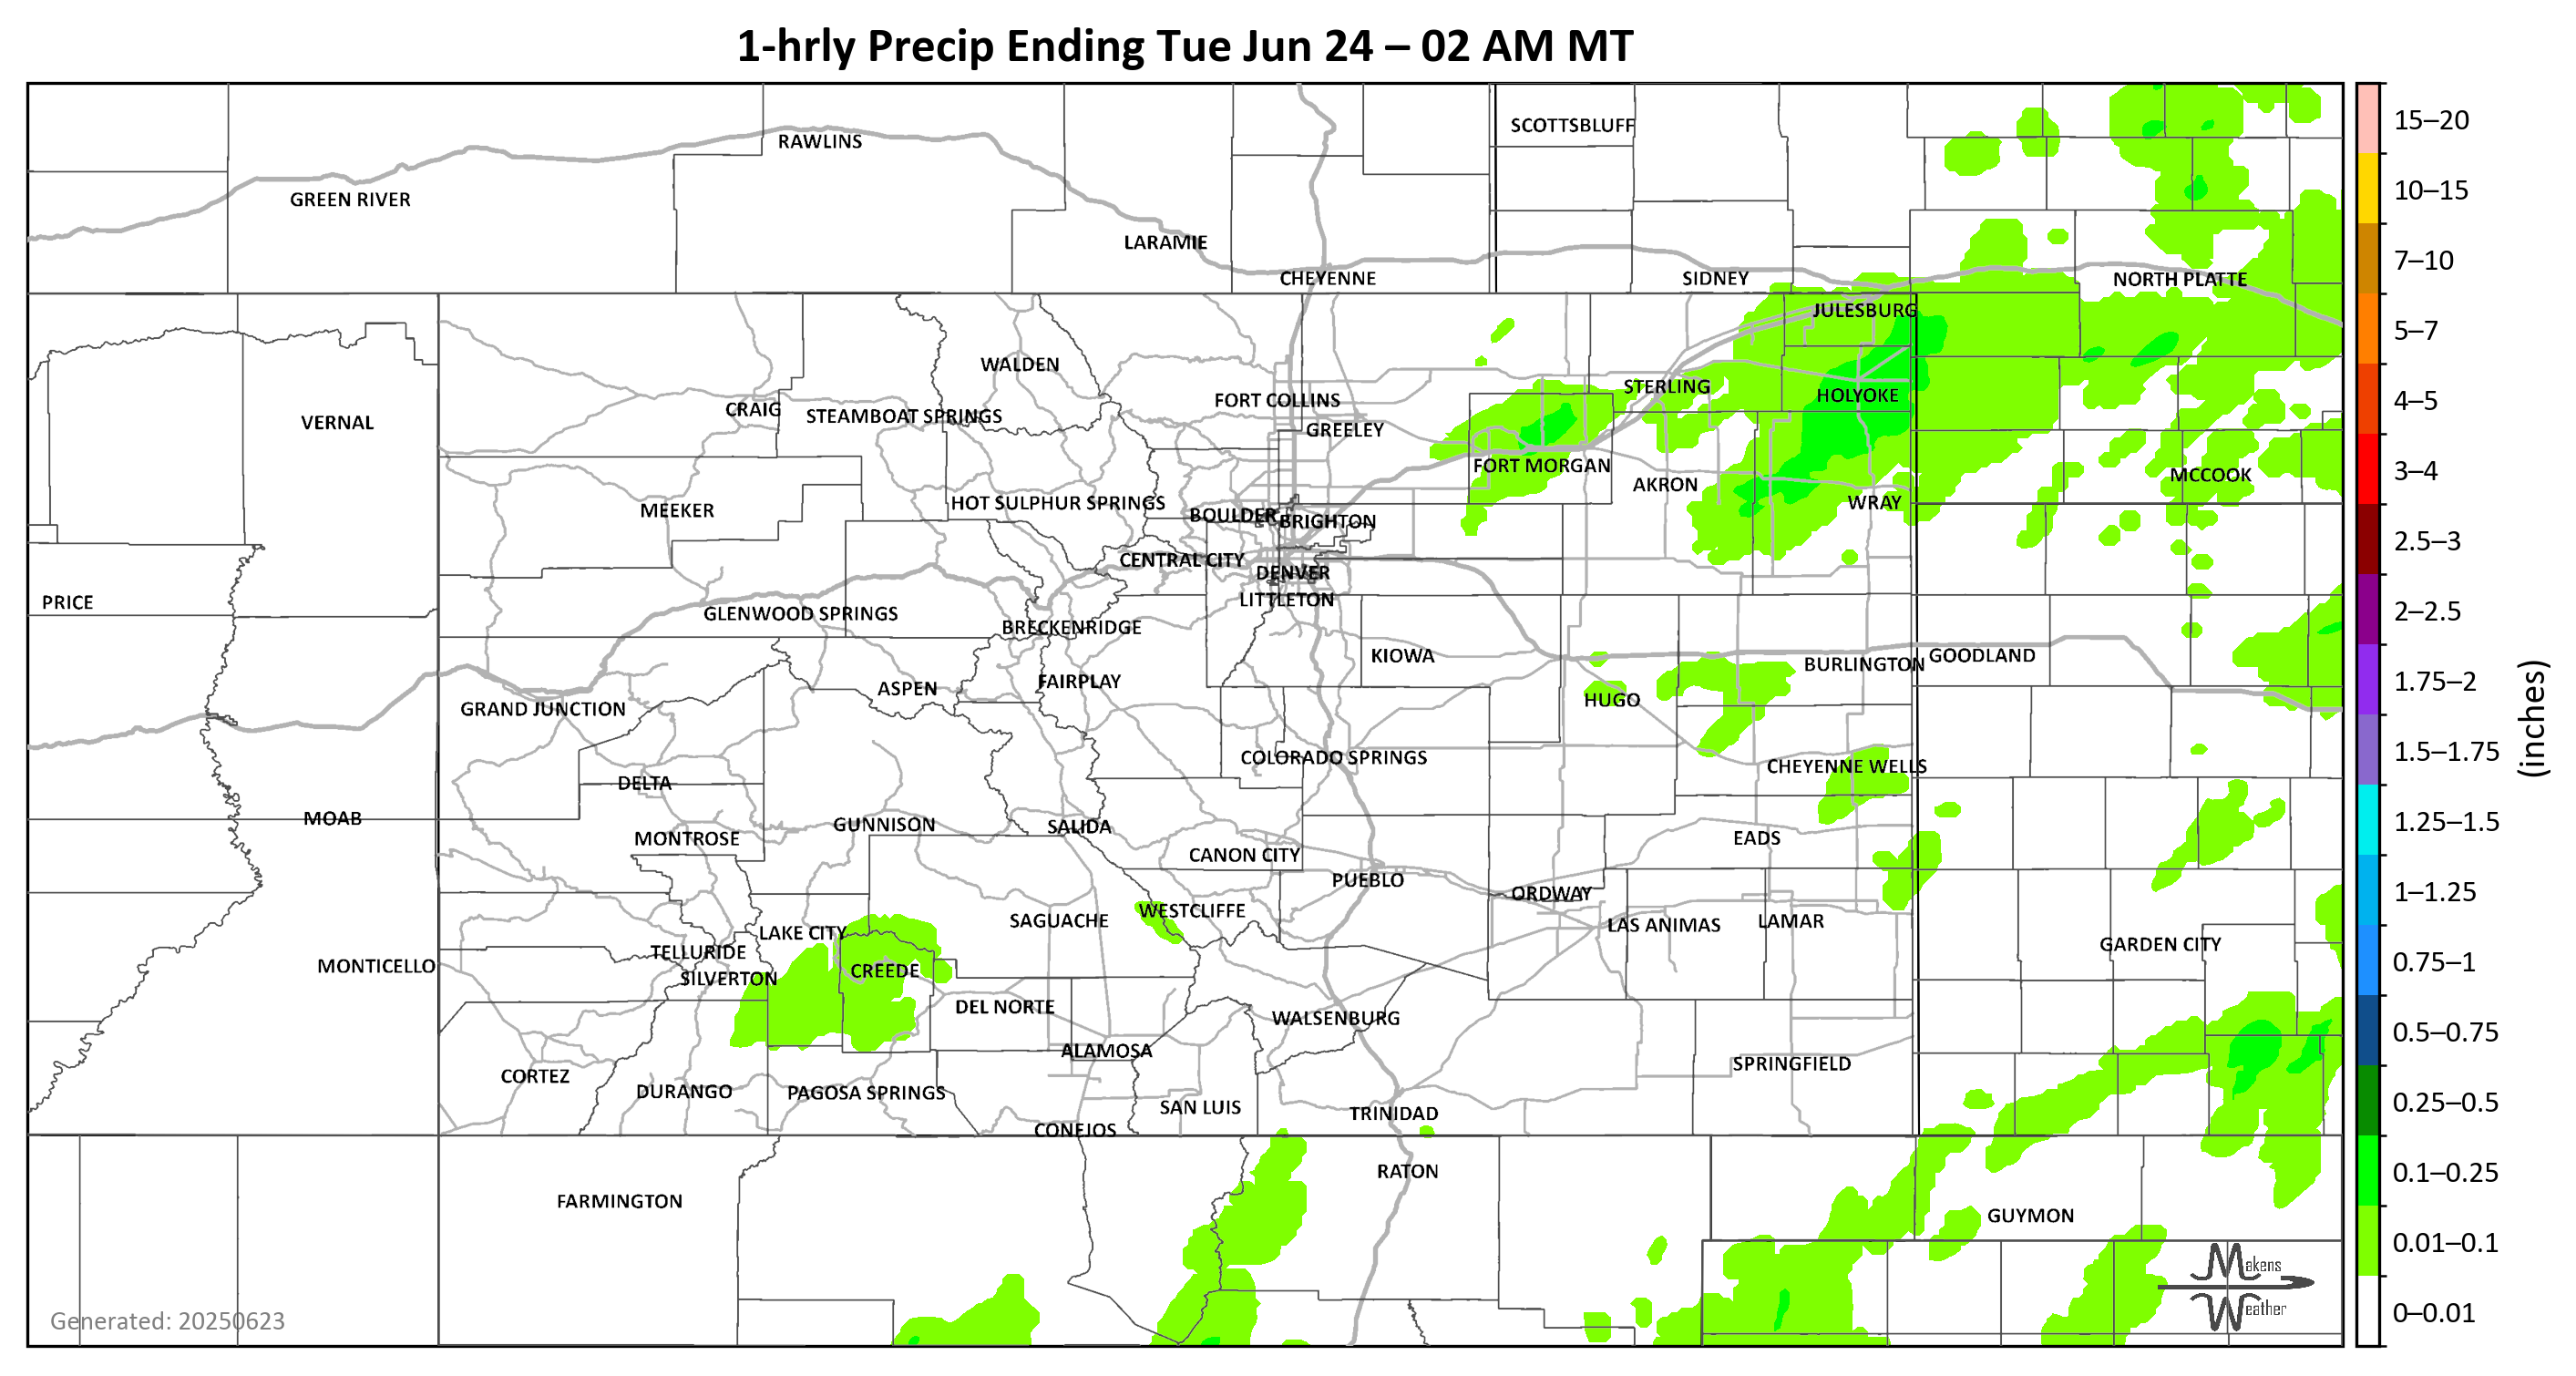 1-hrly Precip Ending Tue Jun 24 – 02 AM MT
RAWLINS
SCOTTSBLUFF
GREEN RIVER
LARAMIE
CHEYENNE
SIDNEY
NORTH PLATTE
JULESBURG
WALDEN
VERNAL
CRAIG
STEAMBOAT SPRINGS
FORT COLLINS
GREELEY
STERLING
HOLYOKE
FORT MORGAN
MCCOOK
MEEKER
HOT SULPHUR SPRINGS
AKRON
WRAY
BOULDER
BRIGHTON
CENTRAL CITY
DENVER
PRICE
LITTLETON
GLENWOOD SPRINGS
BRECKENRIDGE
KIOWA
BURLINGTON
GOODLAND
GRAND JUNCTION
ASPEN
FAIRPLAY
HUGO
COLORADO SPRINGS
CHEYENNE WELLS
DELTA
MOAB
MONTROSE
GUNNISON
SALIDA
CANON CITY
EADS
PUEBLO
ORDWAY
LAKE CITY
SAGUACHE
WESTCLIFFE
LAS ANIMAS
LAMAR
GARDEN CITY
MONTICELLO
TELLURIDE
SILVERTON
CREEDE
DEL NORTE
WALSENBURG
ALAMOSA
SPRINGFIELD
CORTEZ
DURANGO
PAGOSA SPRINGS
SAN LUIS
TRINIDAD
CONEJOS
RATON
FARMINGTON
GUYMON
Generated: 20250623
Makens
Weather
15–20
10–15
7–10
5–7
4–5
3–4
2.5–3
2–2.5
1.75–2
1.5–1.75
1.25–1.5
1–1.25
0.75–1
0.5–0.75
0.25–0.5
0.1–0.25
0.01–0.1
0–0.01
(inches)